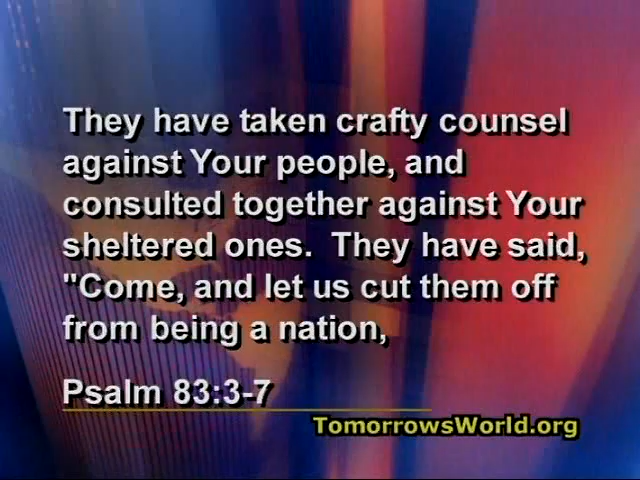 They have taken crafty counsel
against Your people, and
consulted together against Your
sheltered ones.  They have said,
"Come, and let us cut them off
from being a nation,
Psalm 83:3-7
TomorrowsWorld.org